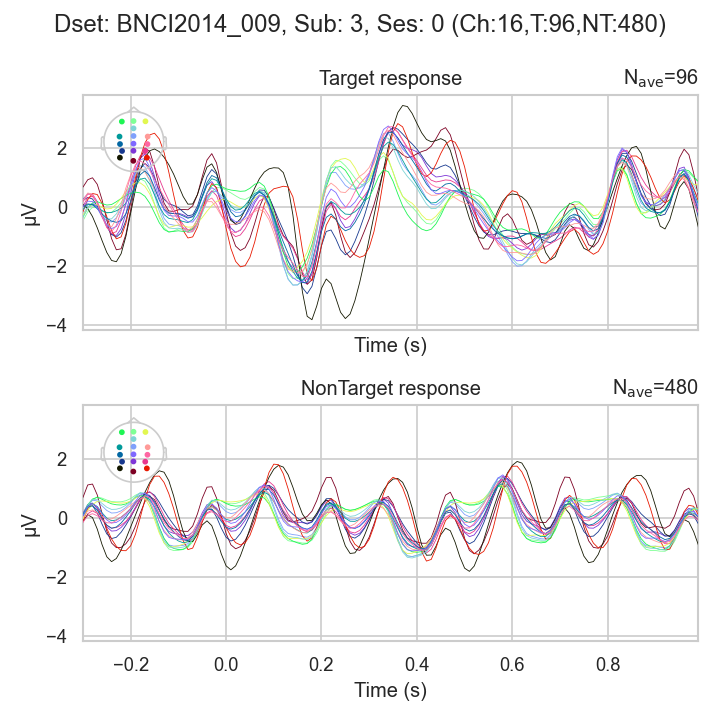 Dset: BNCI2014_009, Sub: 3, Ses: 0 (Ch:16,T:96,NT:480)
Target response
Nave=96
2
0
−2
−4
µV
Time (s)
NonTarget response
Nave=480
2
0
−2
−4
µV
−0.2 0.0 0.2 0.4 0.6 0.8
Time (s)